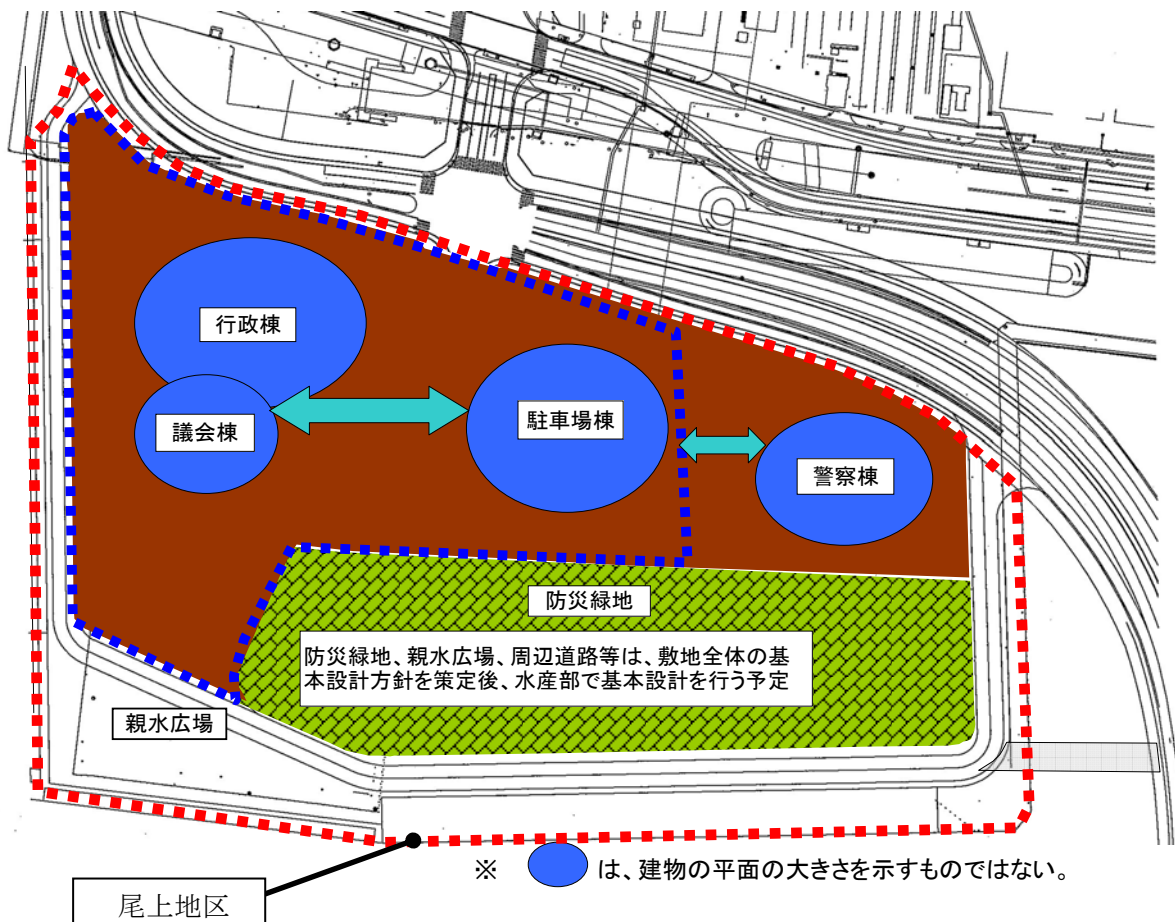 行政棟
議会棟
駐車場棟
警察棟
防災緑地
防災緑地、親水広場、周辺道路等は、敷地全体の基
本設計方針を策定後、水産部で基本設計を行う予定
親水広場
※ は、建物の平面の大きさを示すものではない。
尾上地区